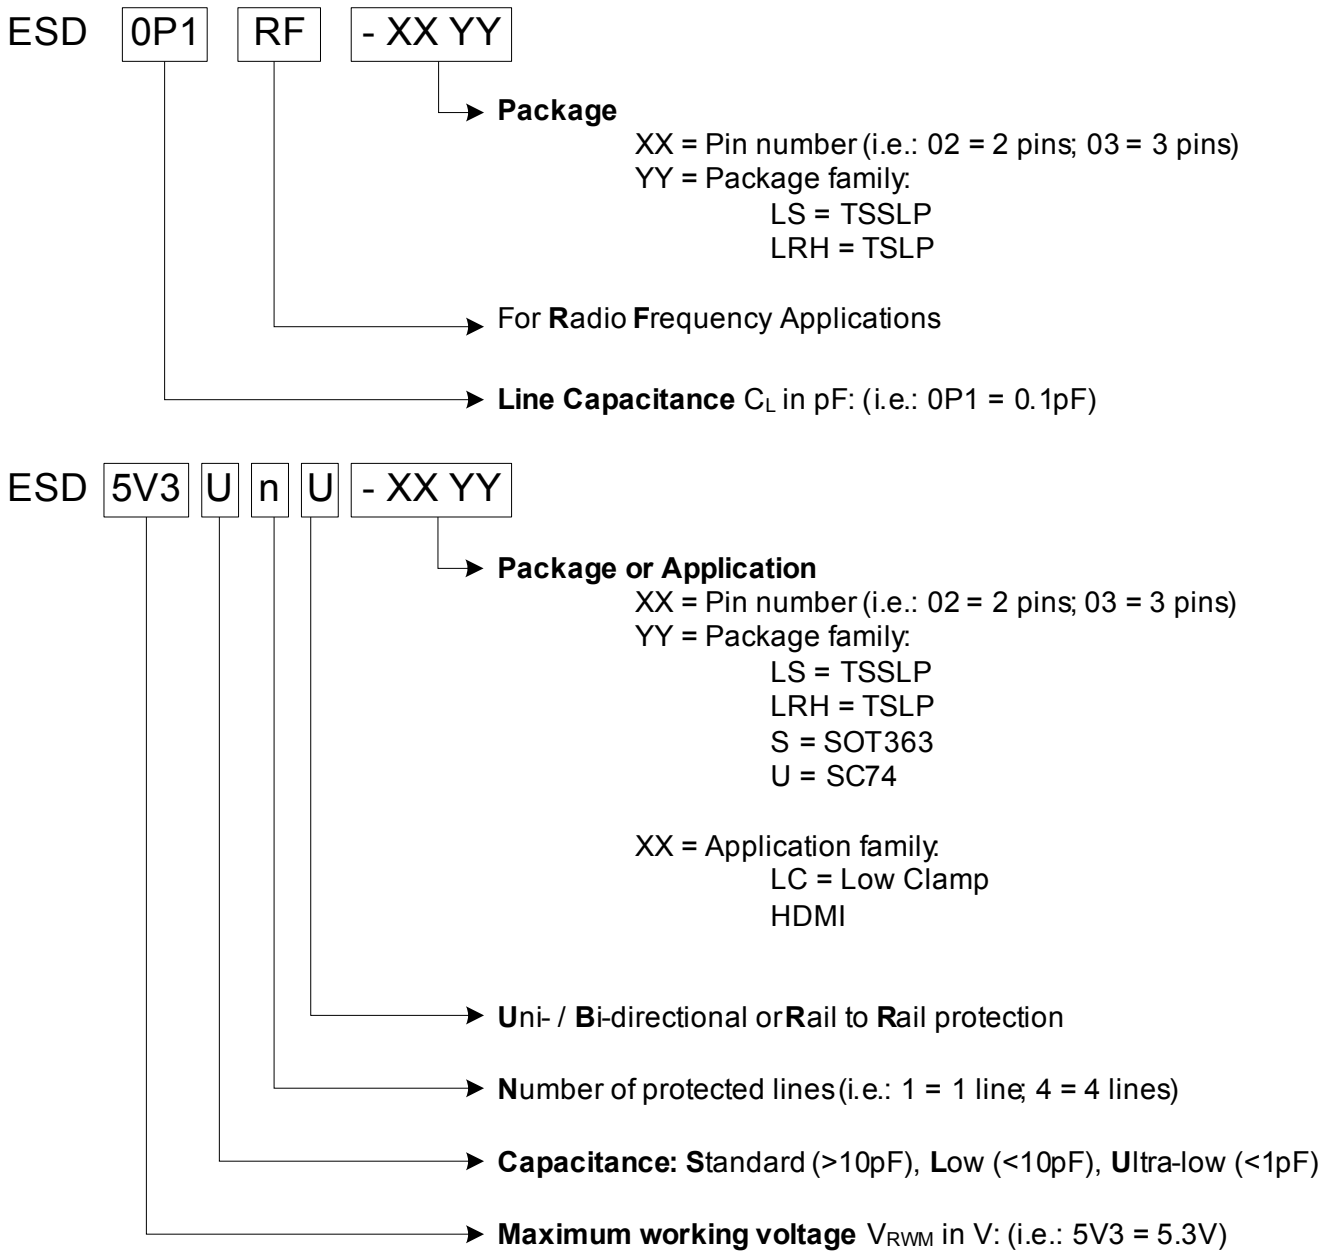 ESD 0P1 RF - XX YY
Package
XX = Pin number (i.e.: 02 = 2 pins; 03 = 3 pins)
YY = Package family:
LS = TSSLP
LRH = TSLP
For Radio Frequency Applications
Line Capacitance CL in pF: (i.e.: 0P1 = 0.1pF)
ESD 5V3 U n U - XX YY
Package or Application
XX = Pin number (i.e.: 02 = 2 pins; 03 = 3 pins)
YY = Package family:
LS = TSSLP
LRH = TSLP
S = SOT363
U = SC74
XX = Application family:
LC = Low Clamp
HDMI
Uni- / Bi-directional or Rail to Rail protection
Number of protected lines (i.e.: 1 = 1 line; 4 = 4 lines)
Capacitance: Standard (>10pF), Low (<10pF), Ultra-low (<1pF)
Maximum working voltage VRWM in V: (i.e.: 5V3 = 5.3V)